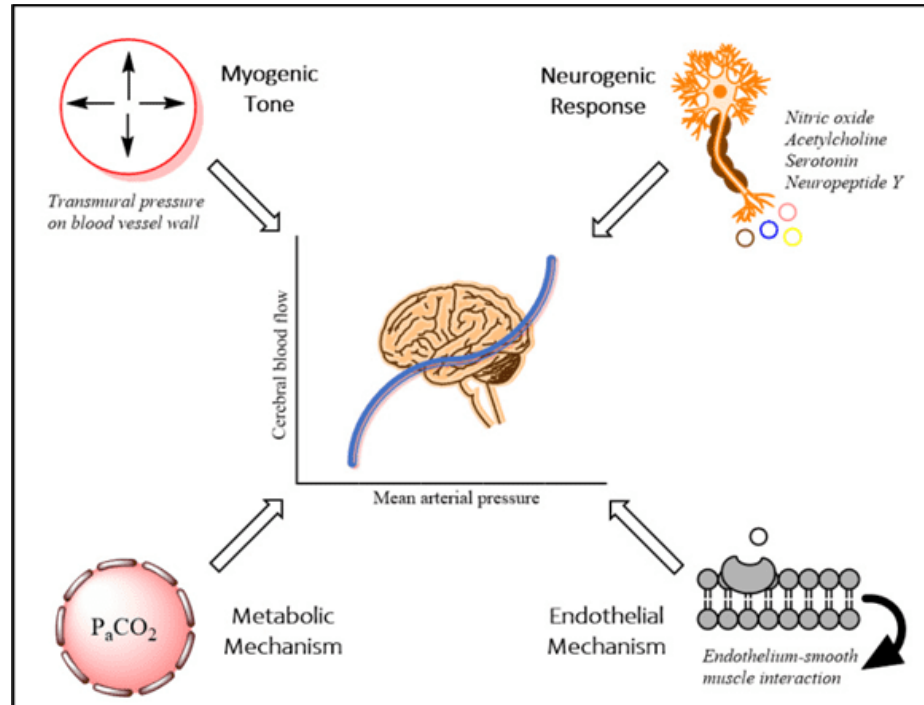 Myogenic
Tone
Transmural pressure
on blood vessel wall
Neurogenic
Response
Nitric oxide
Acetylcholine
Serotonin
Neuropeptide Y
Cerebral blood flow
Mean arterial pressure
PaCO2
Metabolic
Mechanism
Endothelial
Mechanism
Endothelium-smooth
muscle interaction